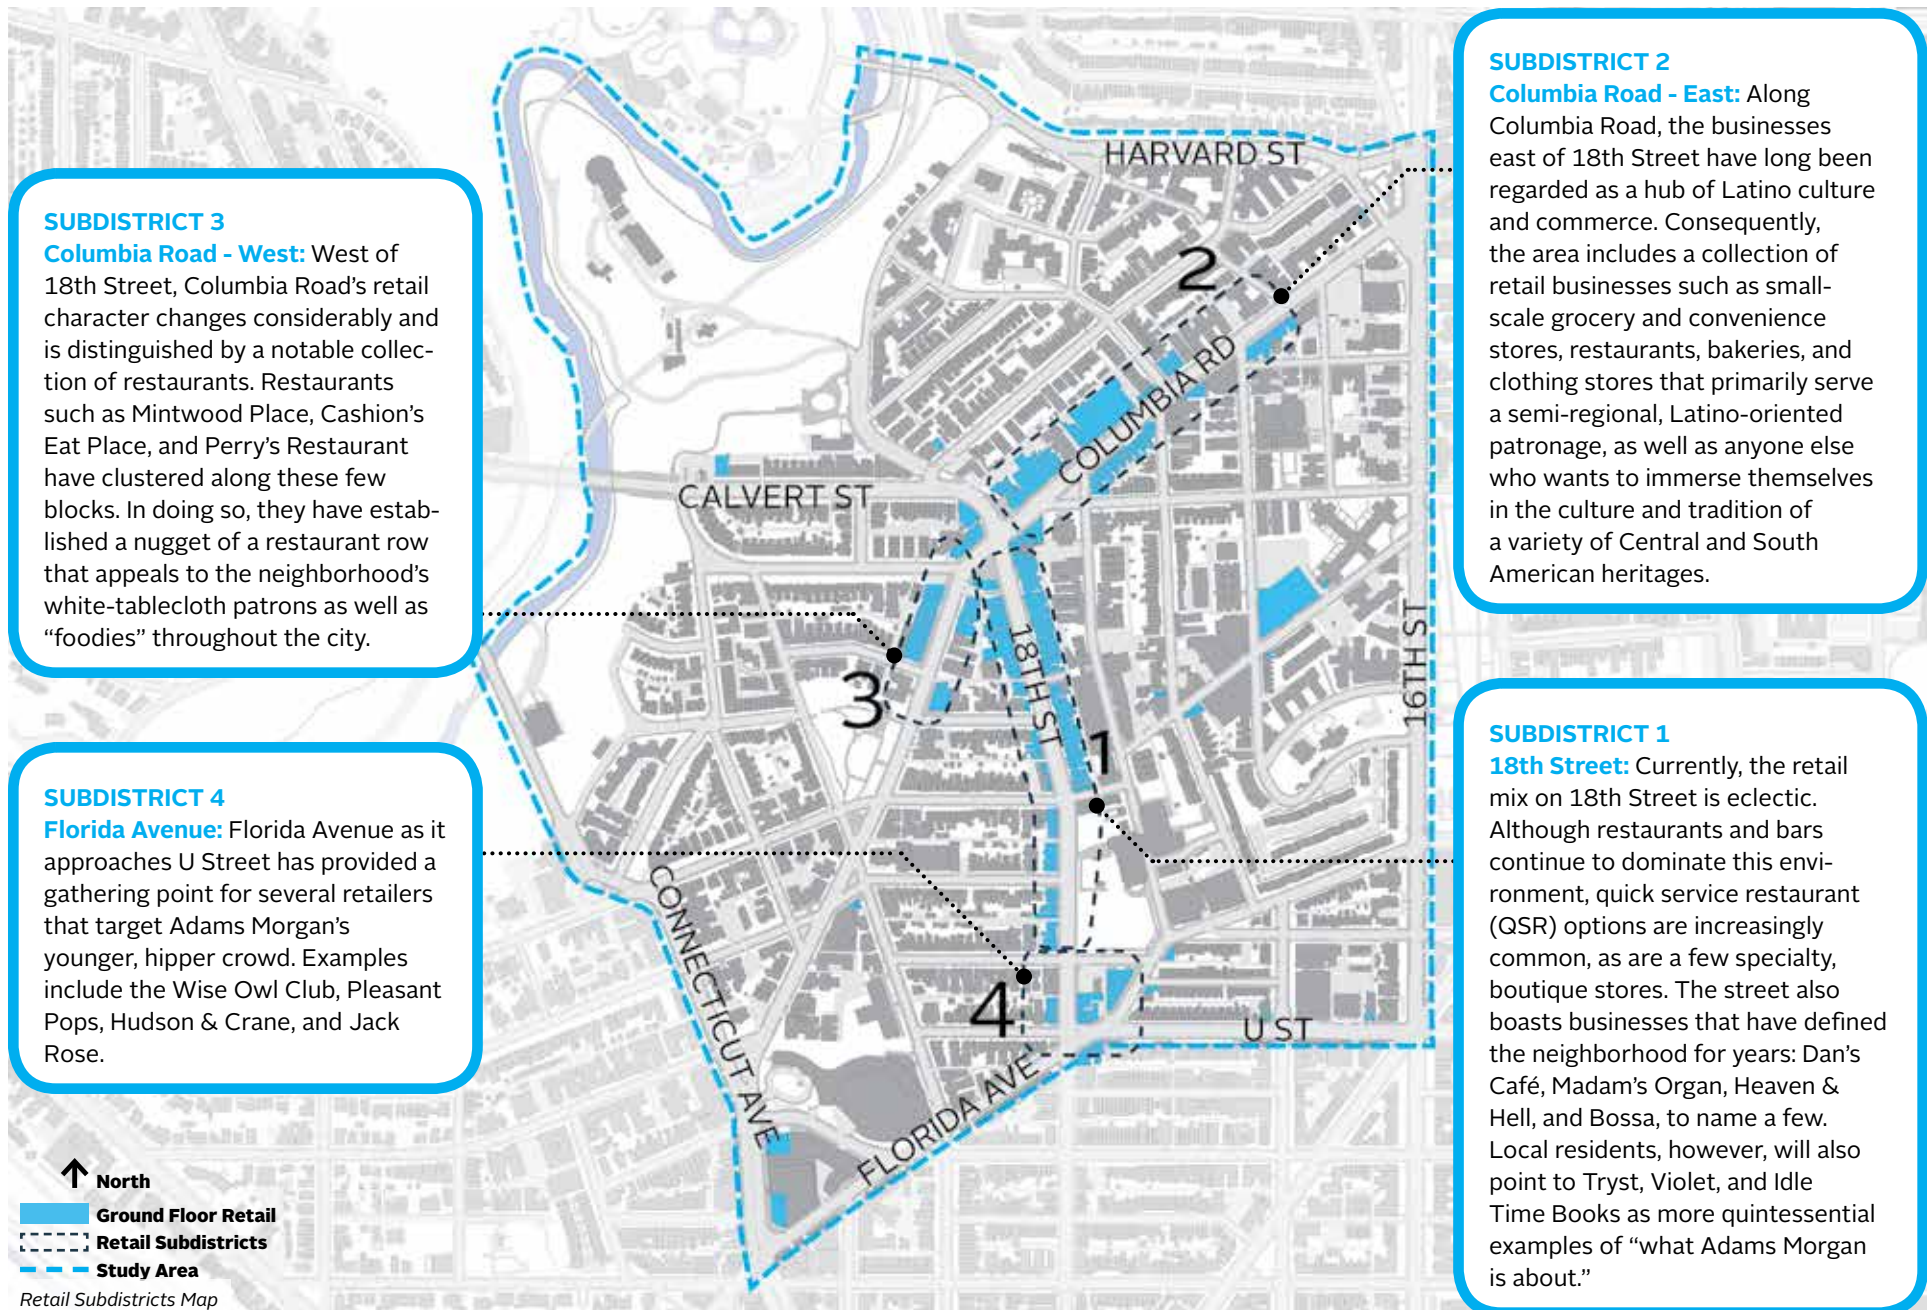 SUBDISTRICT 3
Columbia Road - West: West of
18th Street, Columbia Road’s retail
character changes considerably and
is distinguished by a notable collec-
tion of restaurants. Restaurants
such as Mintwood Place, Cashion’s
Eat Place, and Perry’s Restaurant
have clustered along these few
blocks. In doing so, they have estab-
lished a nugget of a restaurant row
that appeals to the neighborhood’s
white-tablecloth patrons as well as
“foodies” throughout the city.
SUBDISTRICT 4
Florida Avenue: Florida Avenue as it
approaches U Street has provided a
gathering point for several retailers
that target Adams Morgan’s
younger, hipper crowd. Examples
include the Wise Owl Club, Pleasant
Pops, Hudson & Crane, and Jack
Rose.
North
Ground Floor Retail
Retail Subdistricts
Study Area
Retail Subdistricts Map
HARVARD ST
2
COLUMBIA RD
CALVERT ST
18TH ST
16TH ST
3
1
CONNECTICUT AVE
4
U ST
FLORIDA AVE
SUBDISTRICT 2
Columbia Road - East: Along
Columbia Road, the businesses
east of 18th Street have long been
regarded as a hub of Latino culture
and commerce. Consequently,
the area includes a collection of
retail businesses such as small-
scale grocery and convenience
stores, restaurants, bakeries, and
clothing stores that primarily serve
a semi-regional, Latino-oriented
patronage, as well as anyone else
who wants to immerse themselves
in the culture and tradition of
a variety of Central and South
American heritages.
SUBDISTRICT 1
18th Street: Currently, the retail
mix on 18th Street is eclectic.
Although restaurants and bars
continue to dominate this envi-
ronment, quick service restaurant
(QSR) options are increasingly
common, as are a few specialty,
boutique stores. The street also
boasts businesses that have defined
the neighborhood for years: Dan’s
Café, Madam’s Organ, Heaven &
Hell, and Bossa, to name a few.
Local residents, however, will also
point to Tryst, Violet, and Idle
Time Books as more quintessential
examples of “what Adams Morgan
is about.”